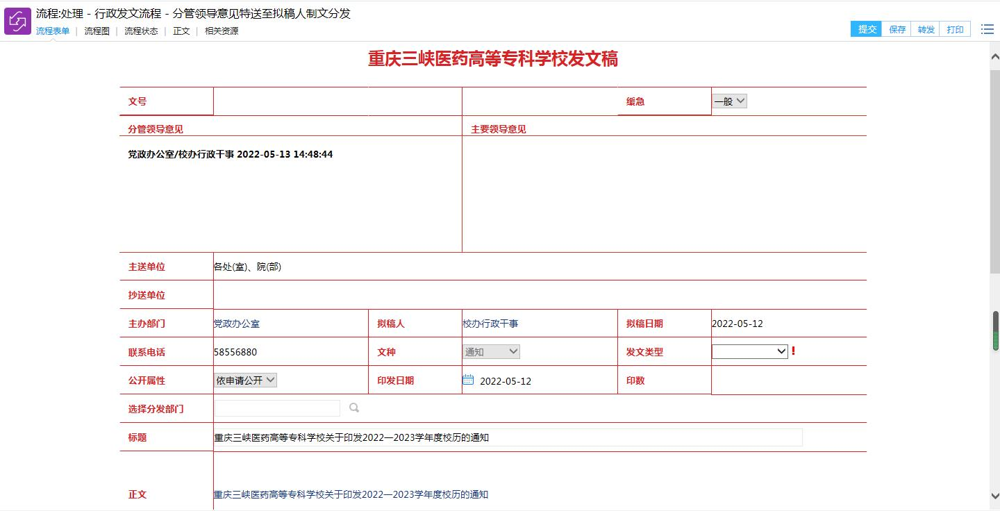 流程:处理 - 行政发文流程 - 分管领导意见特送至拟稿人制文分发
流程表单 | 流程图 | 流程状态 | 正文 | 相关资源
提交 保存 转发 打印
重庆三峡医药高等专科学校发文稿
文号 缓急 一般
分管领导意见 主要领导意见
党政办公室/校办行政干事 2022-05-13 14:48:44
主送单位 各处(室)、院(部)
抄送单位
主办部门 党政办公室 拟稿人 校办行政干事 拟稿日期 2022-05-12
联系电话 58556880 文种 通知 发文类型 !
公开属性 依申请公开 印发日期 2022-05-12 印数
选择分发部门
标题 重庆三峡医药高等专科学校关于印发2022—2023学年度校历的通知
正文 重庆三峡医药高等专科学校关于印发2022—2023学年度校历的通知